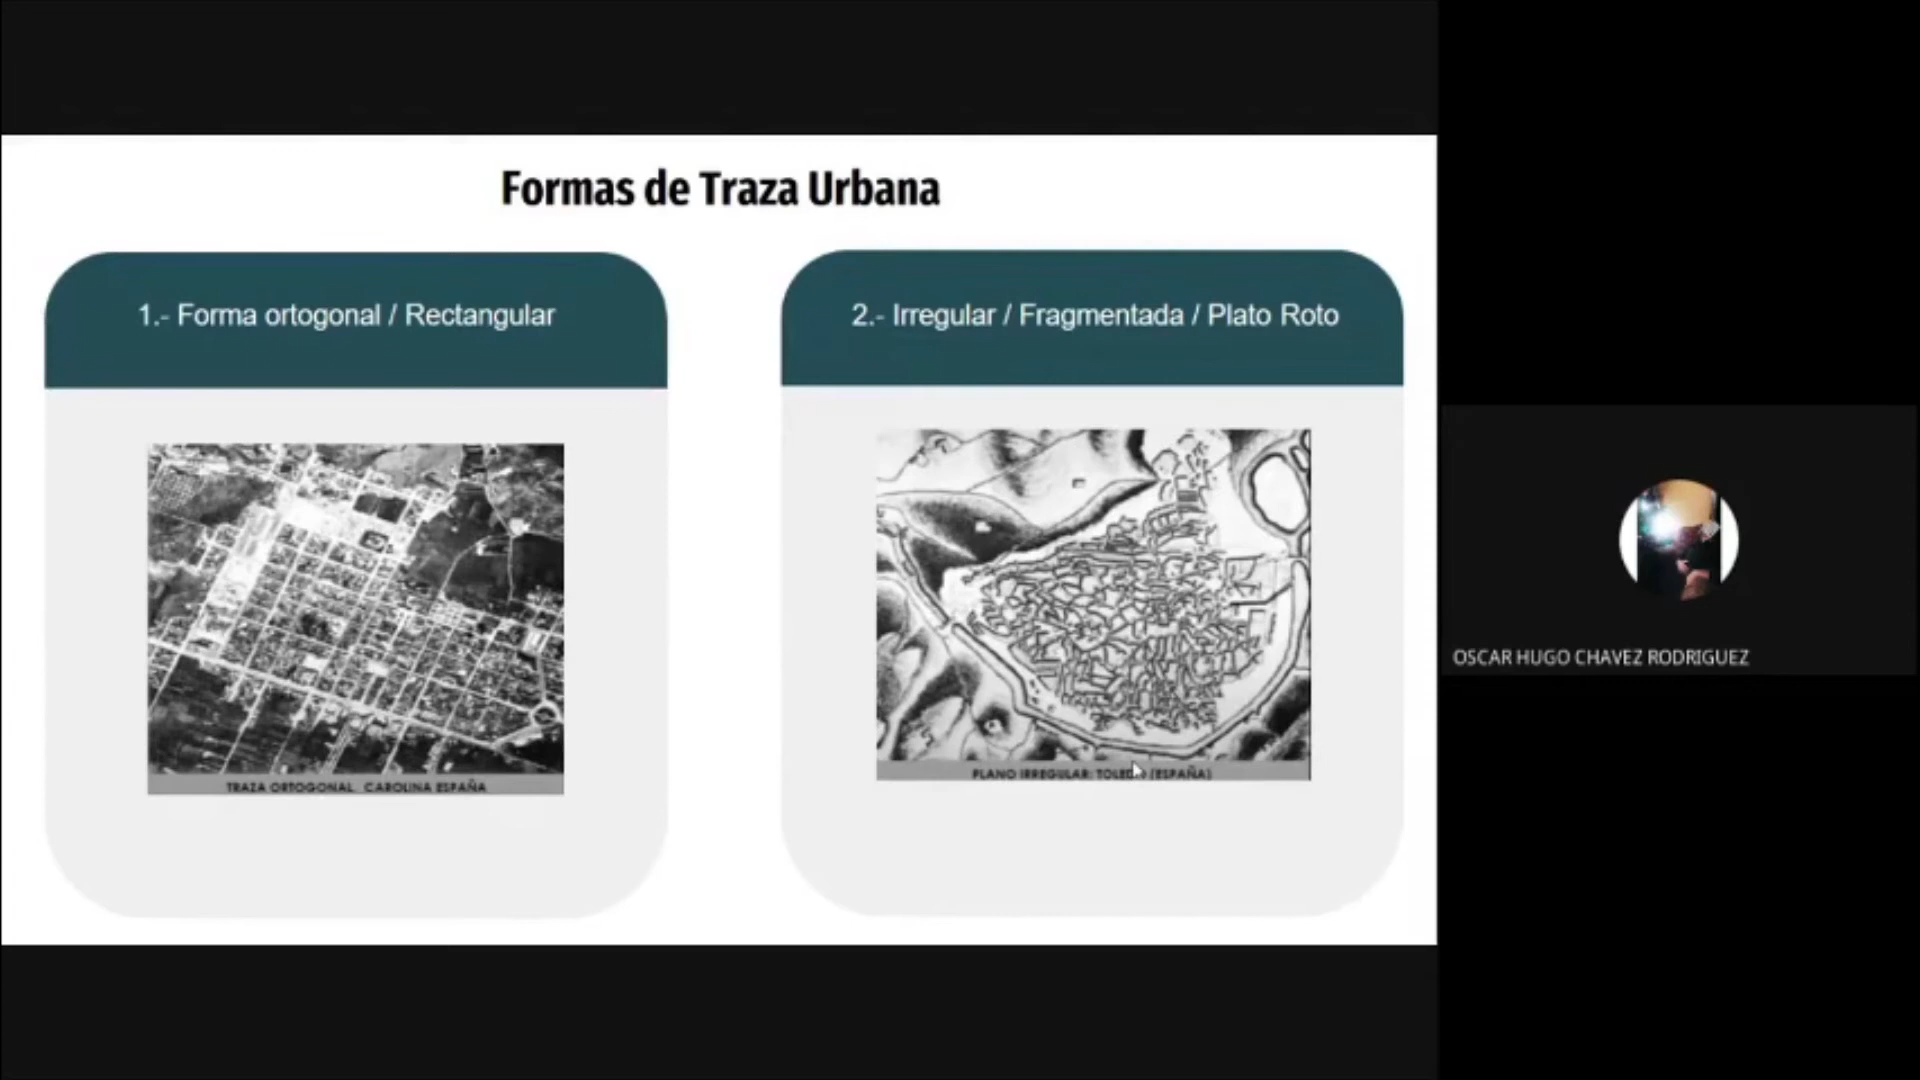 Formas de Traza Urbana
1.- Forma ortogonal / Rectangular
2.- Irregular / Fragmentada / Plato Roto
TRAZA ORTOGONAL. CAROLINA ESPAÑA
PLANO IRREGULAR: TOLEDO (ESPAÑA)
OSCAR HUGO CHAVEZ RODRIGUEZ